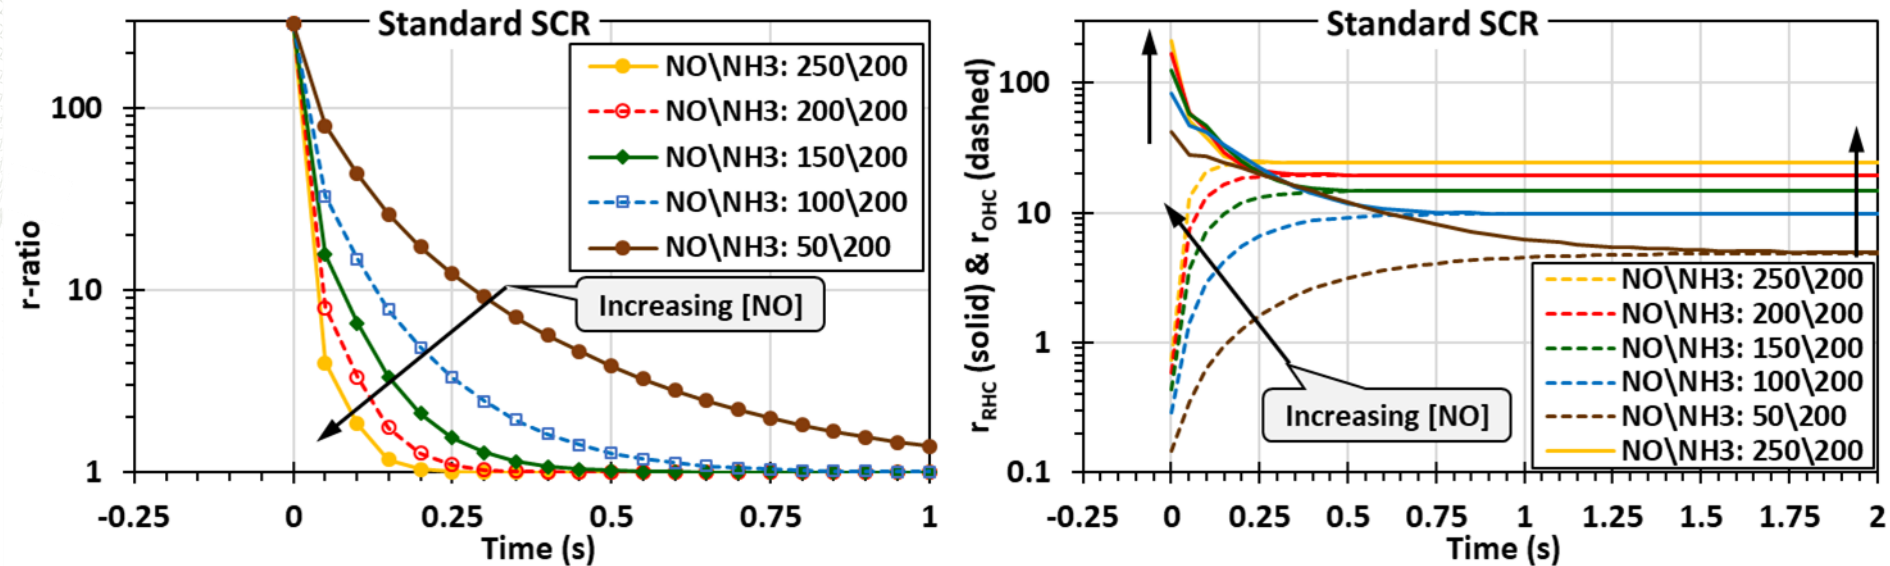 Standard SCR
r-ratio
100
10
1
NO\NH3: 250\200
NO\NH3: 200\200
NO\NH3: 150\200
NO\NH3: 100\200
NO\NH3: 50\200
Increasing [NO]
-0.25 0 0.25 0.5 0.75 1
Time (s)
Standard SCR
rRHC (solid) & rOHC (dashed)
100
10
1
0.1
NO\NH3: 250\200
NO\NH3: 200\200
NO\NH3: 150\200
NO\NH3: 100\200
NO\NH3: 50\200
NO\NH3: 250\200
Increasing [NO]
-0.25 0 0.25 0.5 0.75 1 1.25 1.5 1.75 2
Time (s)